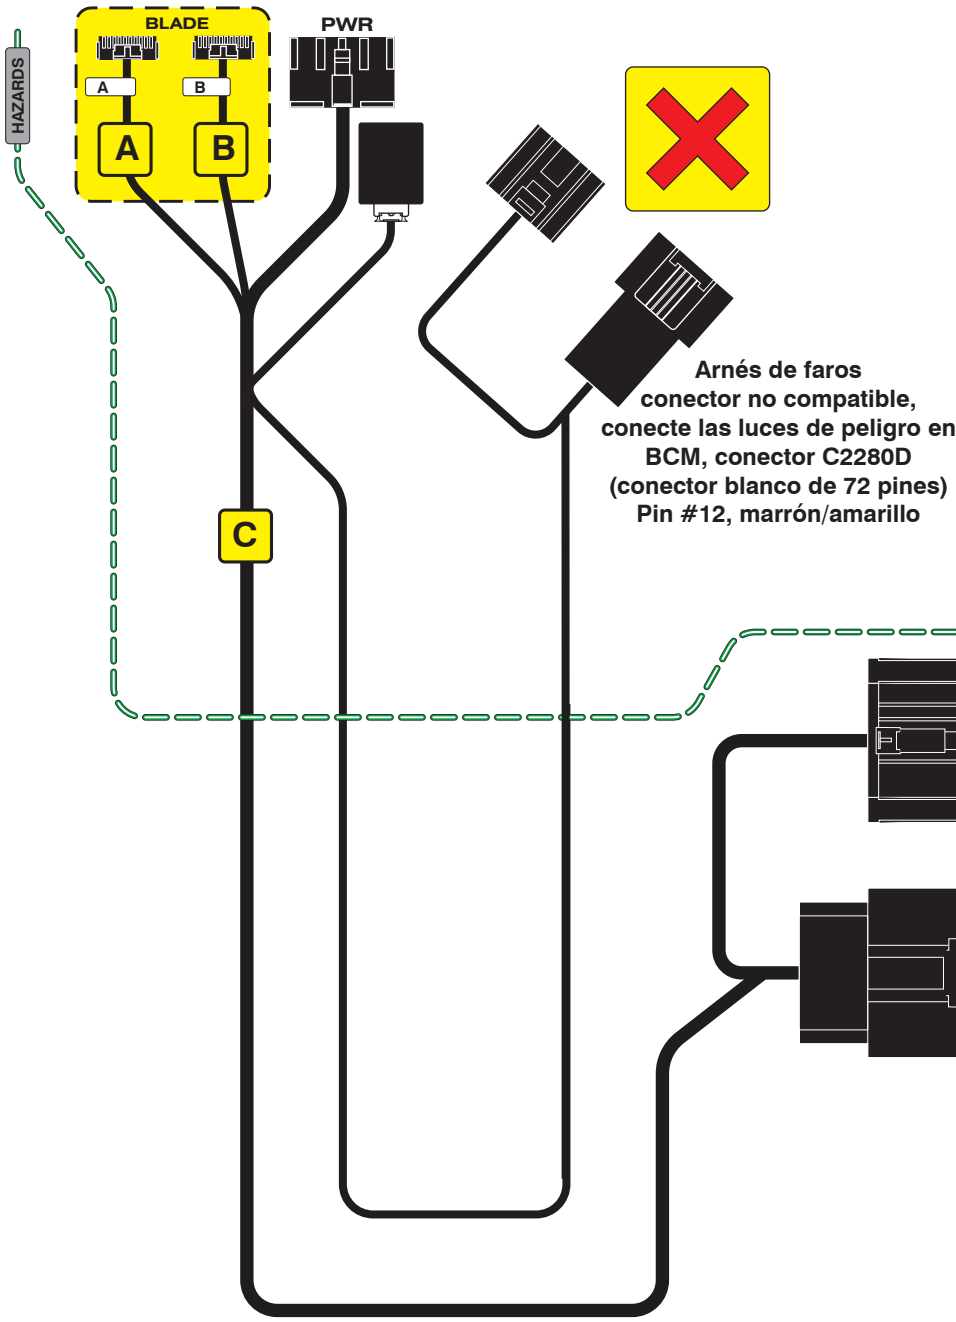 BLADE
PWR
HAZARDS
A
B
A
B
Arnés de faros
conector no compatible,
conecte las luces de peligro en
BCM, conector C2280D
(conector blanco de 72 pines)
Pin #12, marrón/amarillo
C